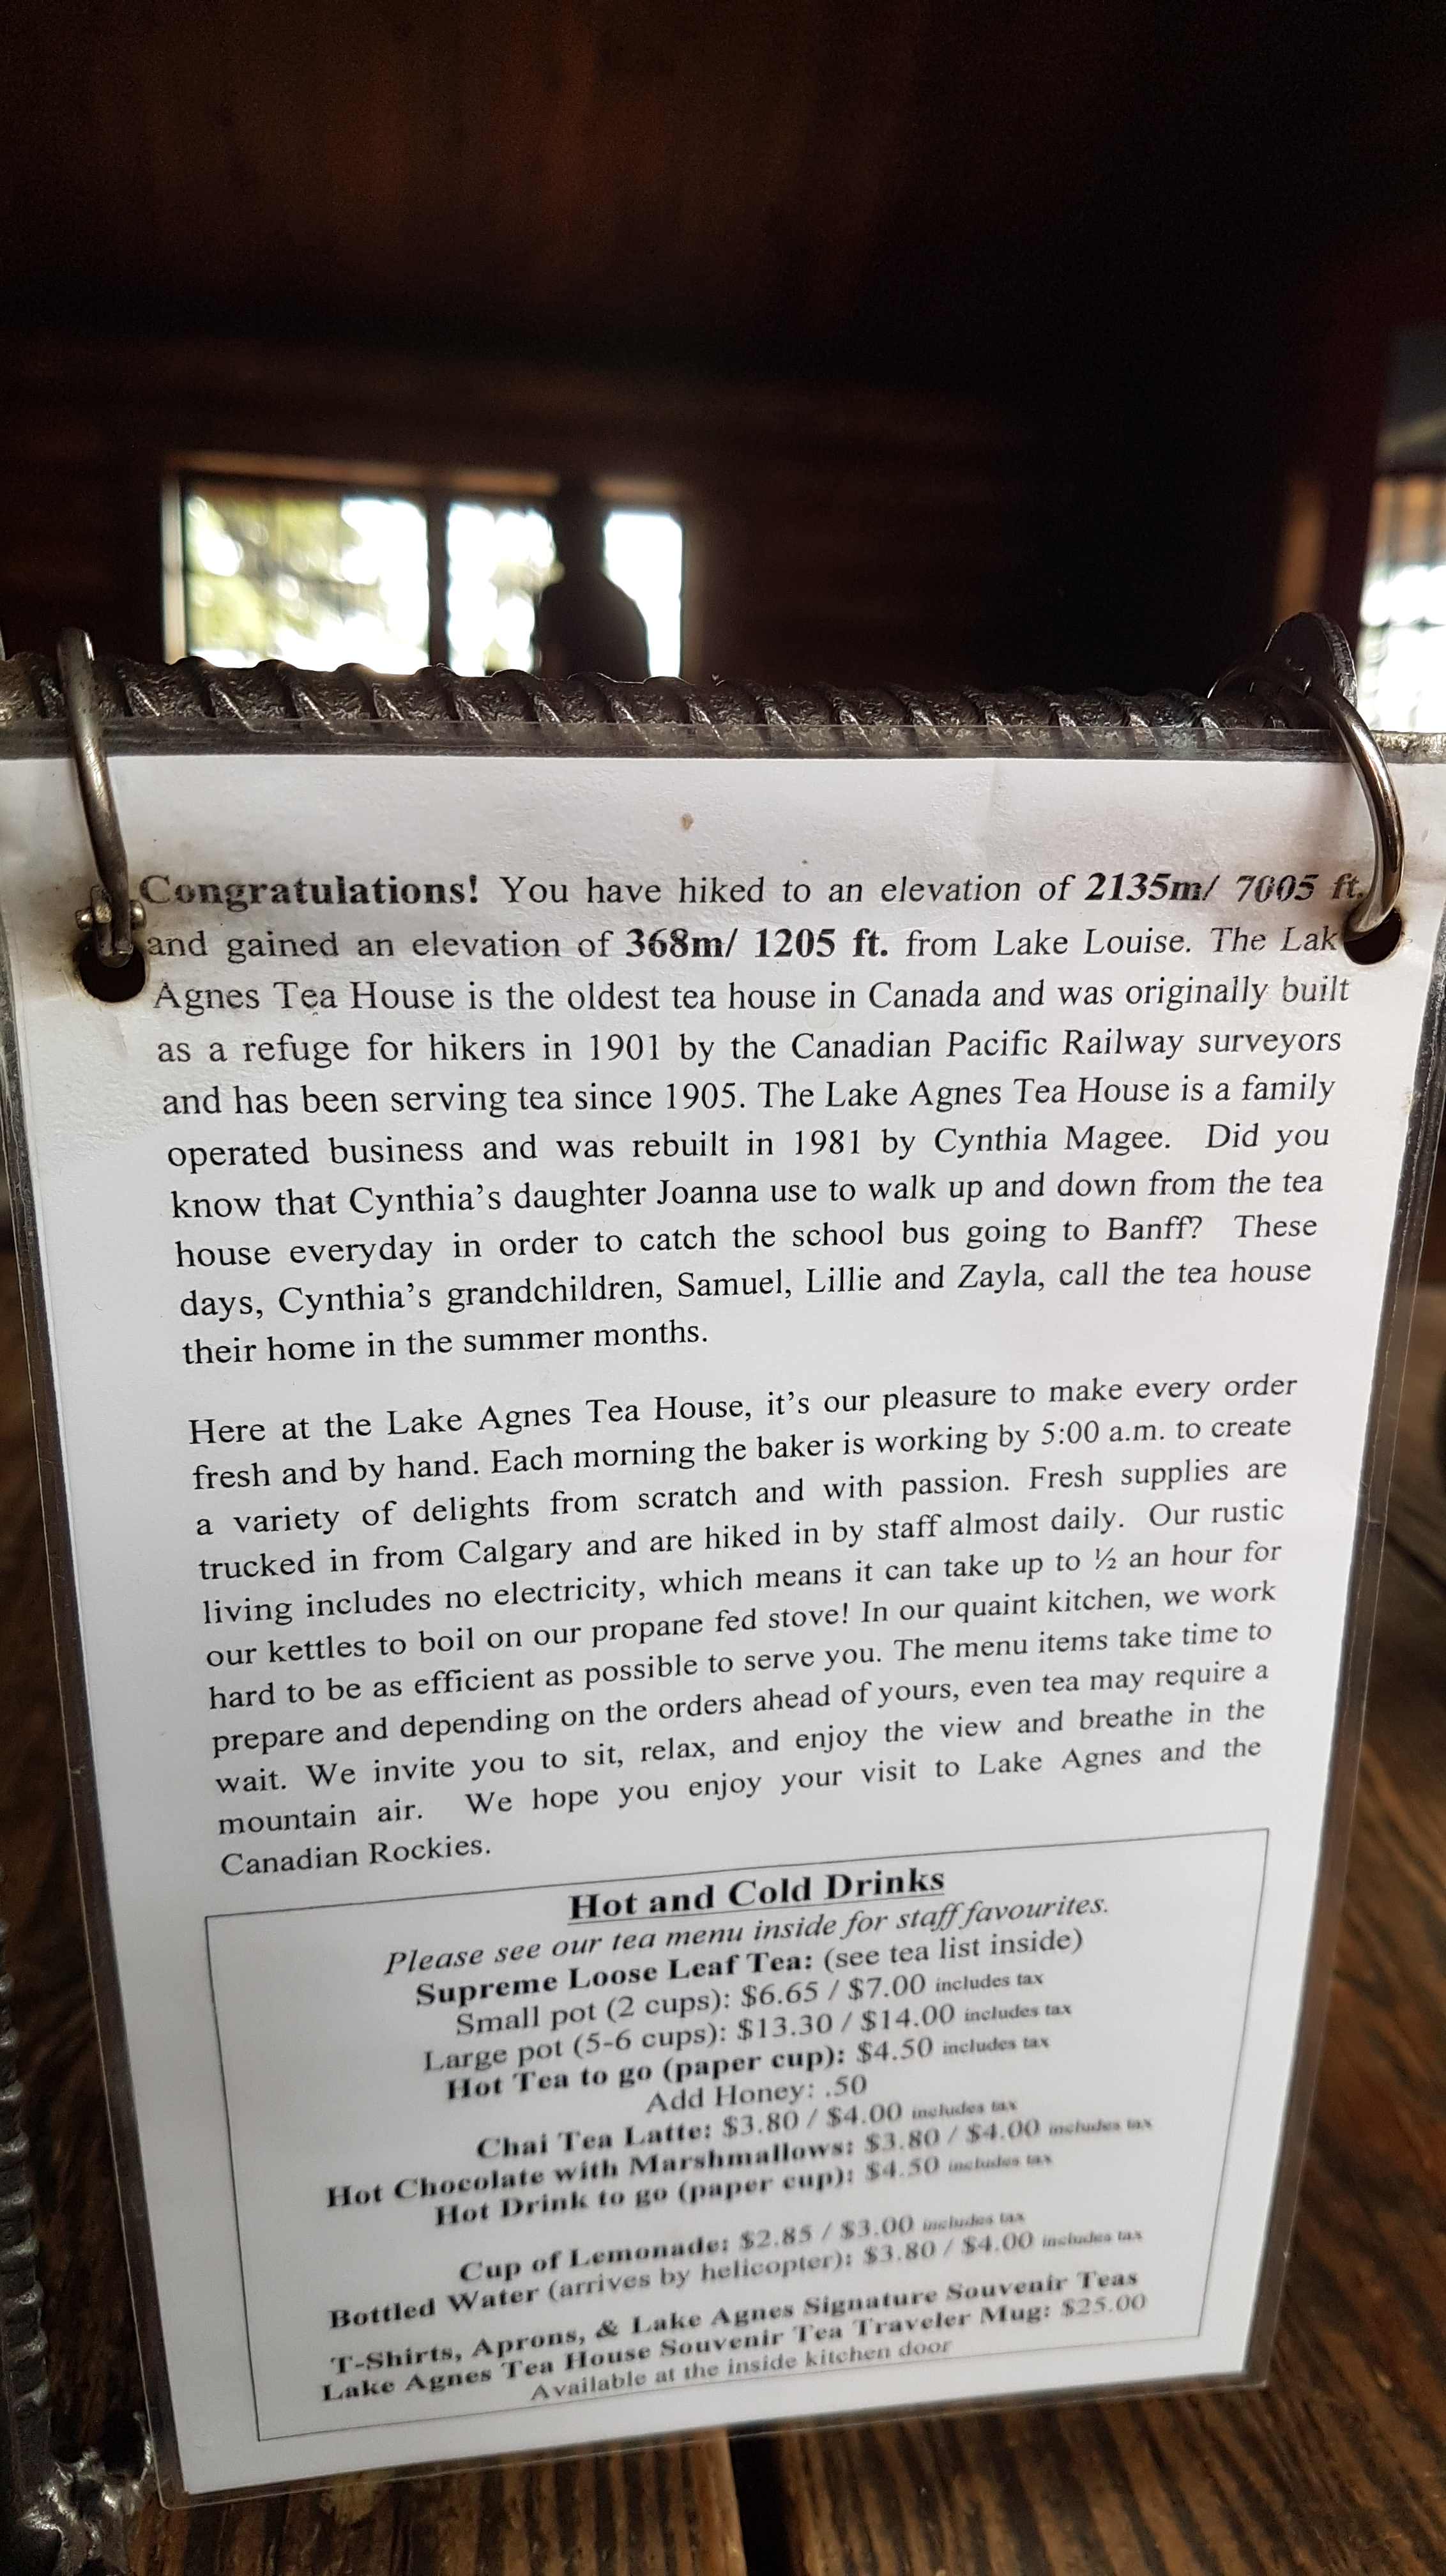 Congratulations! You have hiked to an elevation of 2135m/ 7005 ft.
and gained an elevation of 368m/ 1205 ft. from Lake Louise. The Lak
Agnes Tea House is the oldest tea house in Canada and was originally built
as a refuge for hikers in 1901 by the Canadian Pacific Railway surveyors
and has been serving tea since 1905. The Lake Agnes Tea House is a family
operated business and was rebuilt in 1981 by Cynthia Magee. Did you
know that Cynthia's daughter Joanna use to walk up and down from the tea
house everyday in order to catch the school bus going to Banff? These
days, Cynthia's grandchildren, Samuel, Lillie and Zayla, call the tea house
their home in the summer months.
Here at the Lake Agnes Tea House, it's our pleasure to make every order
fresh and by hand. Each morning the baker is working by 5:00 a.m. to create
a variety of delights from scratch and with passion. Fresh supplies are
trucked in from Calgary and are hiked in by staff almost daily. Our rustic
living includes no electricity, which means it can take up to ½ an hour for
our kettles to boil on our propane fed stove! In our quaint kitchen, we work
hard to be as efficient as possible to serve you. The menu items take time to
prepare and depending on the orders ahead of yours, even tea may require a
wait. We invite you to sit, relax, and enjoy the view and breathe in the
mountain air. We hope you enjoy your visit to Lake Agnes and the
Canadian Rockies.
Hot and Cold Drinks
Please see our tea menu inside for staff favourites.
Supreme Loose Leaf Tea: (see tea list inside)
Small pot (2 cups): $6.65 / $7.00 includes tax
Large pot (5-6 cups): $13.30 / $14.00 includes tax
Hot Tea to go (paper cup): $4.50 includes tax
Add Honey: .50
Chai Tea Latte: $3.80 / $4.00 includes tax
Hot Chocolate with Marshmallows: $3.80 / $4.00 includes tax
Hot Drink to go (paper cup): $4.50 includes tax
Cup of Lemonade: $2.85 / $3.00 includes tax
Bottled Water (arrives by helicopter): $3.80 / $4.00 includes tax
T-Shirts, Aprons, & Lake Agnes Signature Souvenir Teas
Lake Agnes Tea House Souvenir Tea Traveler Mug: $25.00
Available at the inside kitchen door